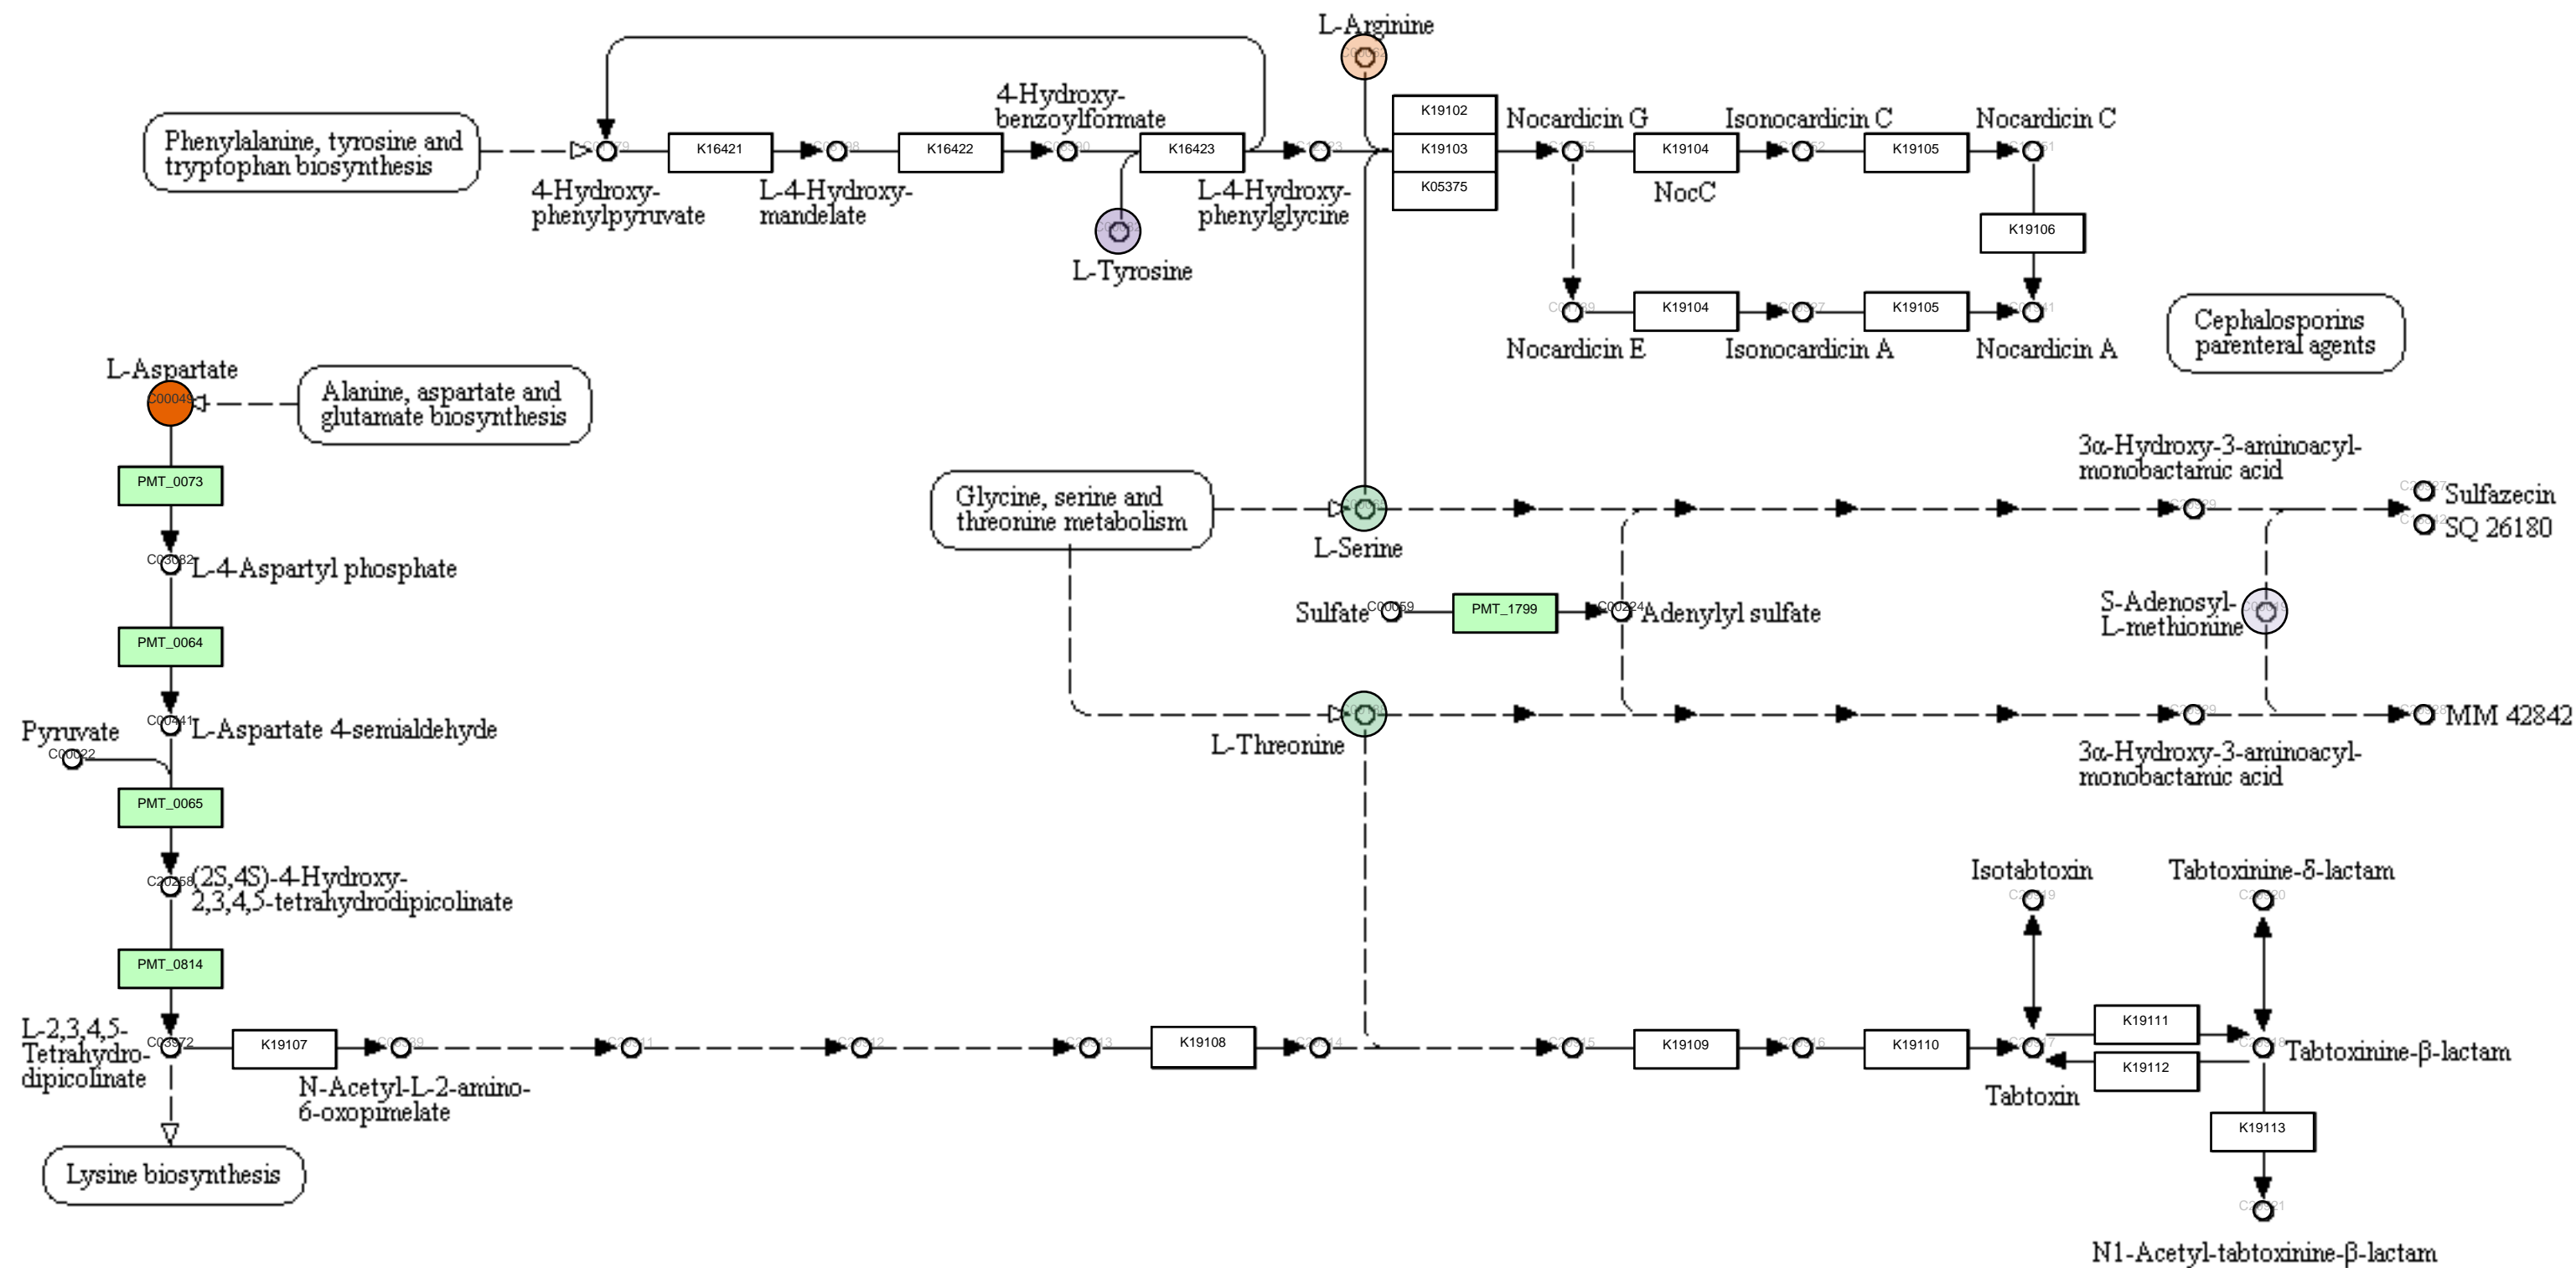 L-Arginine
4-Hydroxy-
benzoylformate
Phenylalanine, tyrosine and
tryptophan biosynthesis
K16421
K16422
K16423
K19102
K19103
K05375
Nocardicin G
K19104
NocC
Isonocardicin C
K19105
Nocardicin C
4-Hydroxy-
phenylpyruvate
L-4-Hydroxy-
mandelate
L-4-Hydroxy-
phenylglycine
L-Tyrosine
K19106
K19104
K19105
Nocardicin E
Isonocardicin A
Nocardicin A
Cephalosporins
parenteral agents
L-Aspartate
C00049
Alanine, aspartate and
glutamate biosynthesis
PMT_0073
C03082
L-4-Aspartyl phosphate
PMT_0064
C00441
L-Aspartate 4-semialdehyde
Pyruvate
C00022
PMT_0065
C20258
(2S,4S)-4-Hydroxy-
2,3,4,5-tetrahydrodipicolinate
PMT_0814
Glycine, serine and
threonine metabolism
L-Serine
3α-Hydroxy-3-aminoacyl-
monobactamic acid
Sulfazecin
SQ 26180
Sulfate
C00059
PMT_1799
C00224
Adenylyl sulfate
S-Adenosyl-
L-methionine
L-Threonine
3α-Hydroxy-3-aminoacyl-
monobactamic acid
MM 42842
Isotabtoxin
Tabtoxinine-δ-lactam
L-2,3,4,5-
Tetrahydro-
dipicolinate
C03972
K19107
N-Acetyl-L-2-amino-
6-oxopimelate
K19108
K19109
K19110
Tabtoxin
K19111
K19112
Tabtoxinine-β-lactam
K19113
N1-Acetyl-tabtoxinine-β-lactam
Lysine biosynthesis